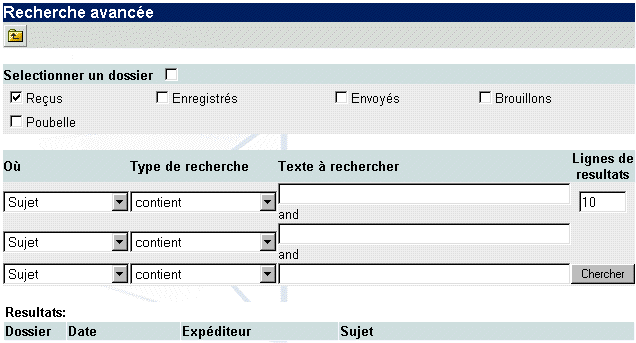 Recherche avancée
Selectionner un dossier
Reçus Enregistrés Envoyés Brouillons
Poubelle
Où Type de recherche Texte à rechercher Lignes de resultats
Sujet contient 10
and
Sujet contient
and
Sujet contient Chercher
Resultats:
Dossier Date Expéditeur Sujet